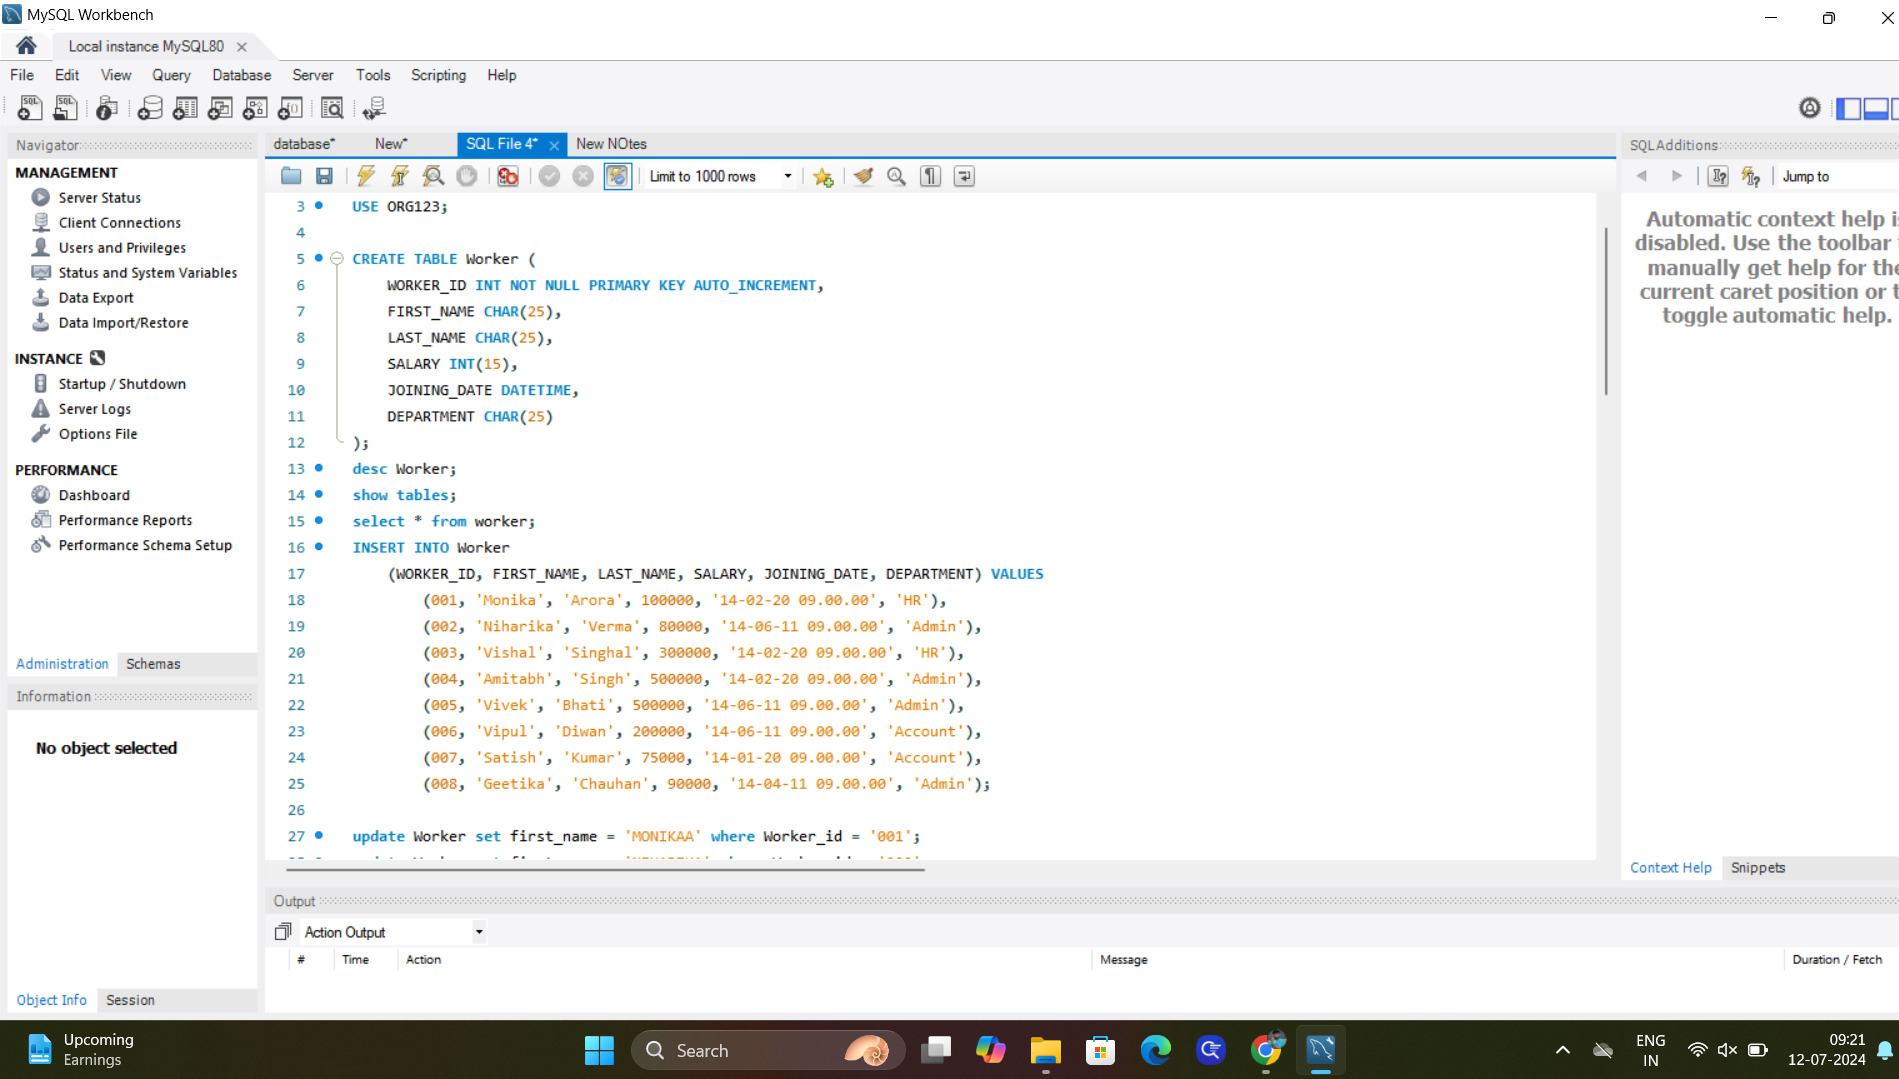 MySQL Workbench
Local instance MySQL80
File Edit View Query Database Server Tools Scripting Help
Navigator
MANAGEMENT
Server Status
Client Connections
Users and Privileges
Status and System Variables
Data Export
Data Import/Restore
INSTANCE
Startup / Shutdown
Server Logs
Options File
PERFORMANCE
Dashboard
Performance Reports
Performance Schema Setup
Administration Schemas
Information
No object selected
Object Info Session
database* New* SQL File 4* New NOtes
Limit to 1000 rows
3 USE ORG123;
4
5 CREATE TABLE Worker (
6 WORKER_ID INT NOT NULL PRIMARY KEY AUTO_INCREMENT,
7 FIRST_NAME CHAR(25),
8 LAST_NAME CHAR(25),
9 SALARY INT(15),
10 JOINING_DATE DATETIME,
11 DEPARTMENT CHAR(25)
12 );
13 desc Worker;
14 show tables;
15 select * from worker;
16 INSERT INTO Worker
17 (WORKER_ID, FIRST_NAME, LAST_NAME, SALARY, JOINING_DATE, DEPARTMENT) VALUES
18 (001, 'Monika', 'Arora', 100000, '14-02-20 09.00.00', 'HR'),
19 (002, 'Niharika', 'Verma', 80000, '14-06-11 09.00.00', 'Admin'),
20 (003, 'Vishal', 'Singhal', 300000, '14-02-20 09.00.00', 'HR'),
21 (004, 'Amitabh', 'Singh', 500000, '14-02-20 09.00.00', 'Admin'),
22 (005, 'Vivek', 'Bhati', 500000, '14-06-11 09.00.00', 'Admin'),
23 (006, 'Vipul', 'Diwan', 200000, '14-06-11 09.00.00', 'Account'),
24 (007, 'Satish', 'Kumar', 75000, '14-01-20 09.00.00', 'Account'),
25 (008, 'Geetika', 'Chauhan', 90000, '14-04-11 09.00.00', 'Admin');
26
27 update Worker set first_name = 'MONIKAA' where Worker_id = '001';
SQLAdditions
Jump to
Automatic context help is
disabled. Use the toolbar
manually get help for the
current caret position or
toggle automatic help.
Context Help Snippets
Output
Action Output
# Time Action Message Duration / Fetch
Upcoming
Earnings
Search
ENG
IN
09:21
12-07-2024